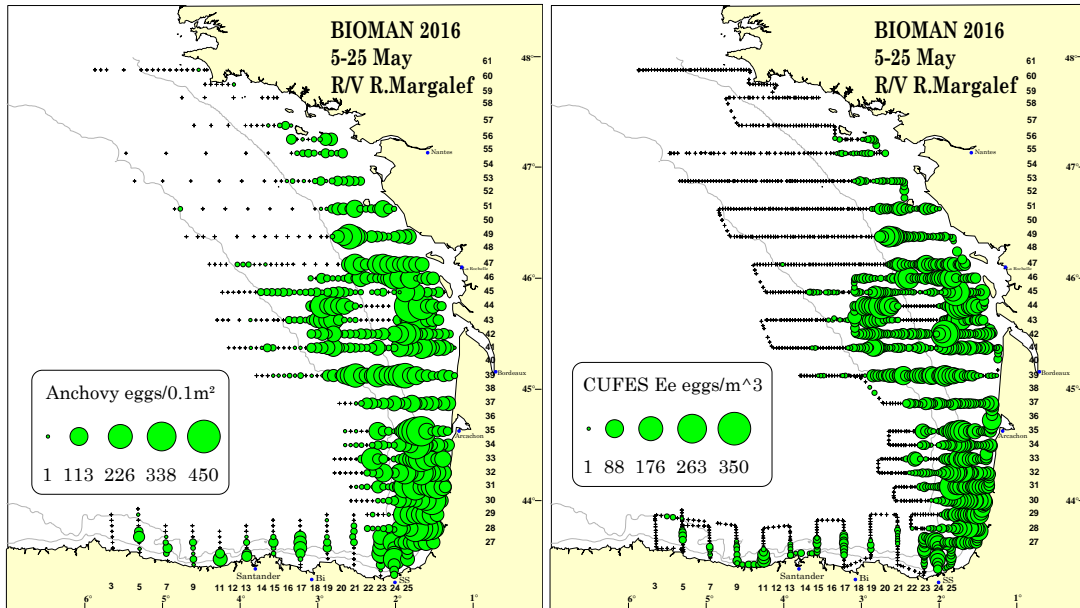 BIOMAN 2016
5-25 May
R/V R.Margalef
61
60
59
58
57
56
55
54
53
52
51
50
49
48
47
46
45
44
43
42
41
40
39
38
37
36
35
34
33
32
31
30
29
28
27
48°
47°
46°
45°
44°
Nantes
La Rochelle
Bordeaux
Arcachon
Anchovy eggs/0.1m²
1 113 226 338 450
Santander
Bi
SS
3 5 7 9 11 12 13 14 15 16 17 18 19 20 21 22 23 24 25
6° 5° 4° 3° 2° 1°
BIOMAN 2016
5-25 May
R/V R.Margalef
61
60
59
58
57
56
55
54
53
52
51
50
49
48
47
46
45
44
43
42
41
40
39
38
37
36
35
34
33
32
31
30
29
28
27
48°
47°
46°
45°
44°
Nantes
La Rochelle
Bordeaux
Arcachon
CUFES Ee eggs/m^3
1 88 176 263 350
Santander
Bi
SS
3 5 7 9 11 12 13 14 15 16 17 18 19 20 21 22 23 24 25
6° 5° 4° 3° 2° 1°